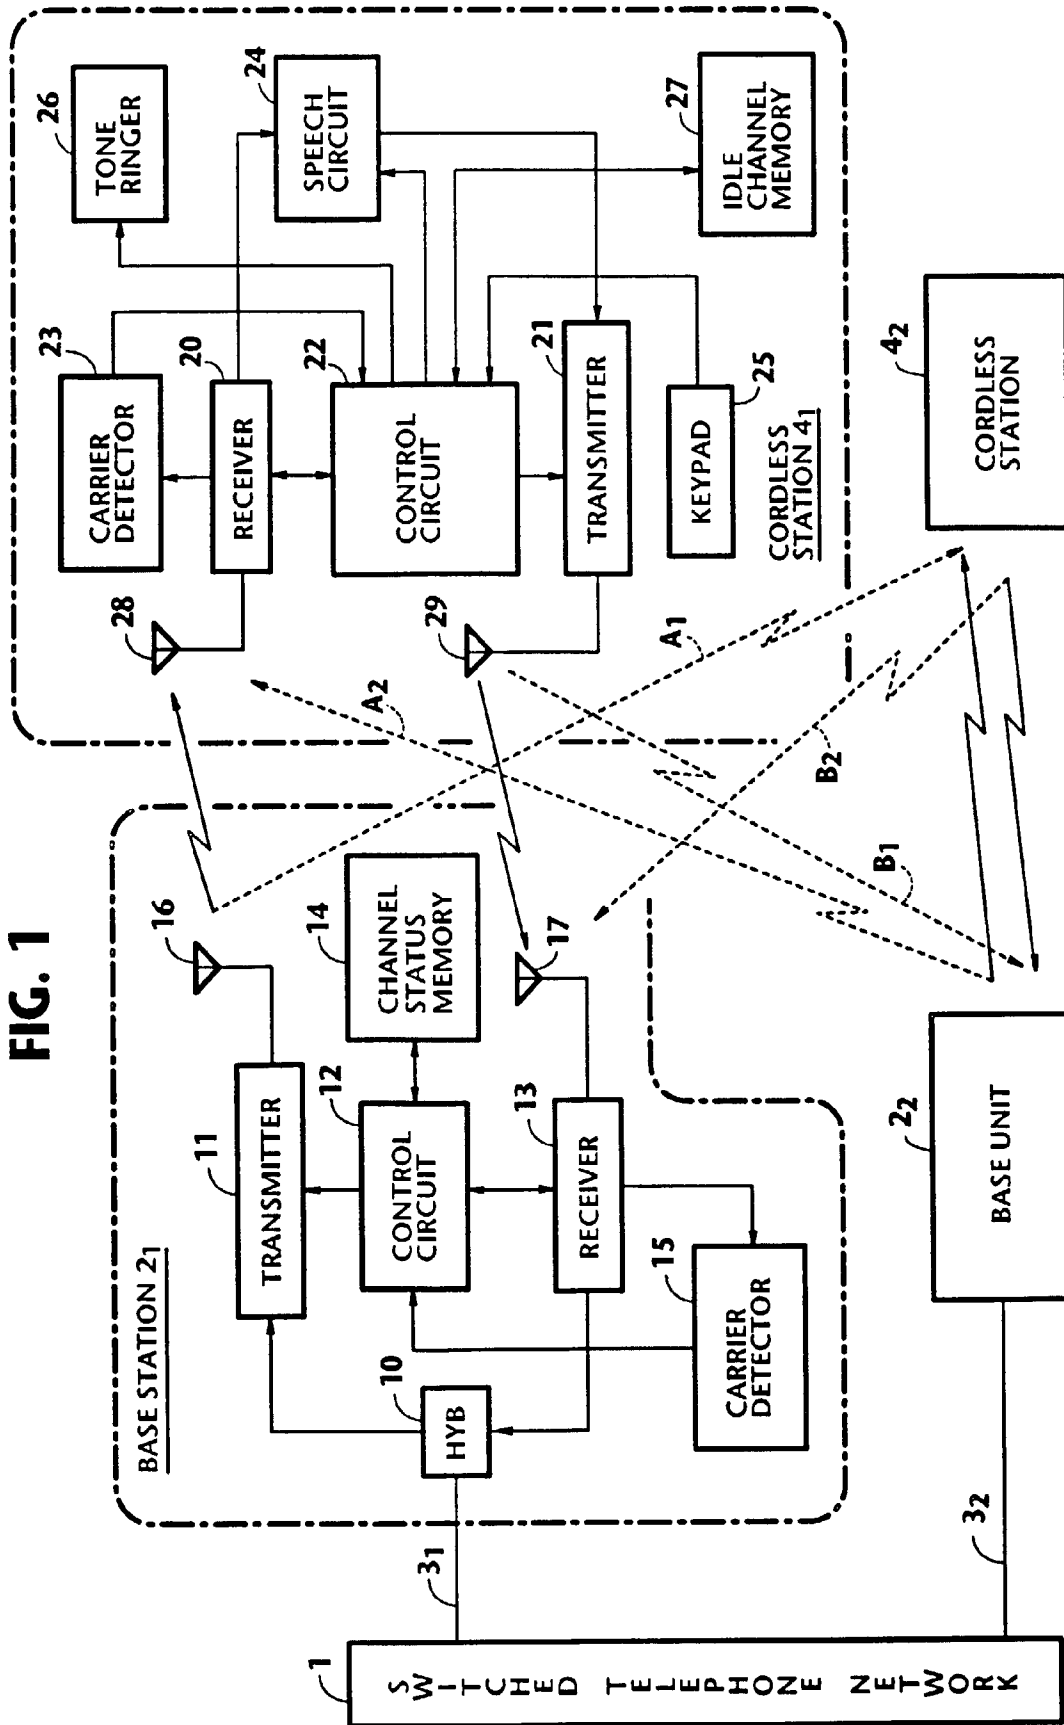 FIG. 1
BASE STATION 2₁
11
TRANSMITTER
16
12
CONTROL
CIRCUIT
14
CHANNEL
STATUS
MEMORY
10
HYB
13
RECEIVER
17
15
CARRIER
DETECTOR
3₁
1
SWITCHED TELEPHONE NETWORK
3₂
2₂
BASE UNIT
26
TONE
RINGER
23
CARRIER
DETECTOR
24
SPEECH
CIRCUIT
28
20
RECEIVER
22
CONTROL
CIRCUIT
29
21
TRANSMITTER
27
IDLE
CHANNEL
MEMORY
25
KEYPAD
CORDLESS
STATION 4₁
A₂
A₁
B₂
B₁
4₂
CORDLESS
STATION